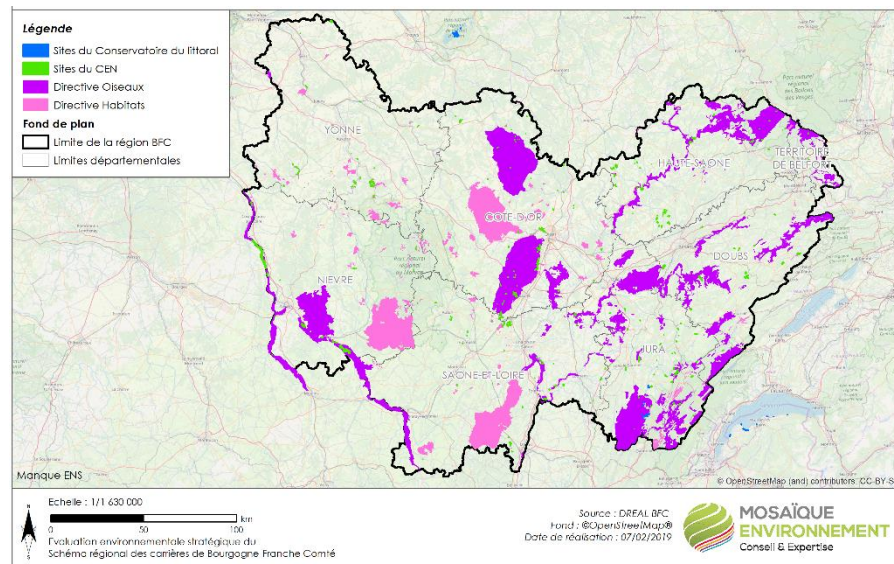 Légende
Sites du Conservatoire du littoral
Sites du CEN
Directive Oiseaux
Directive Habitats
Fond de plan
Limite de la région BFC
Limites départementales
YONNE
HAUTE-SAONE
TERRITOIRE
DE BELFORT
COTE-D'OR
DOUBS
NIEVRE
JURA
SAONE-ET-LOIRE
Manque ENS
© OpenStreetMap (and) contributors, CC-BY-S
Echelle : 1/1 630 000
0 50 100 km
N
Evaluation environnementale stratégique du
Schéma régional des carrières de Bourgogne Franche Comté
Source : DREAL BFC
Fond : ©OpenStreetMap®
Date de réalisation : 07/02/2019
MOSAÏQUE
ENVIRONNEMENT
Conseil & Expertise